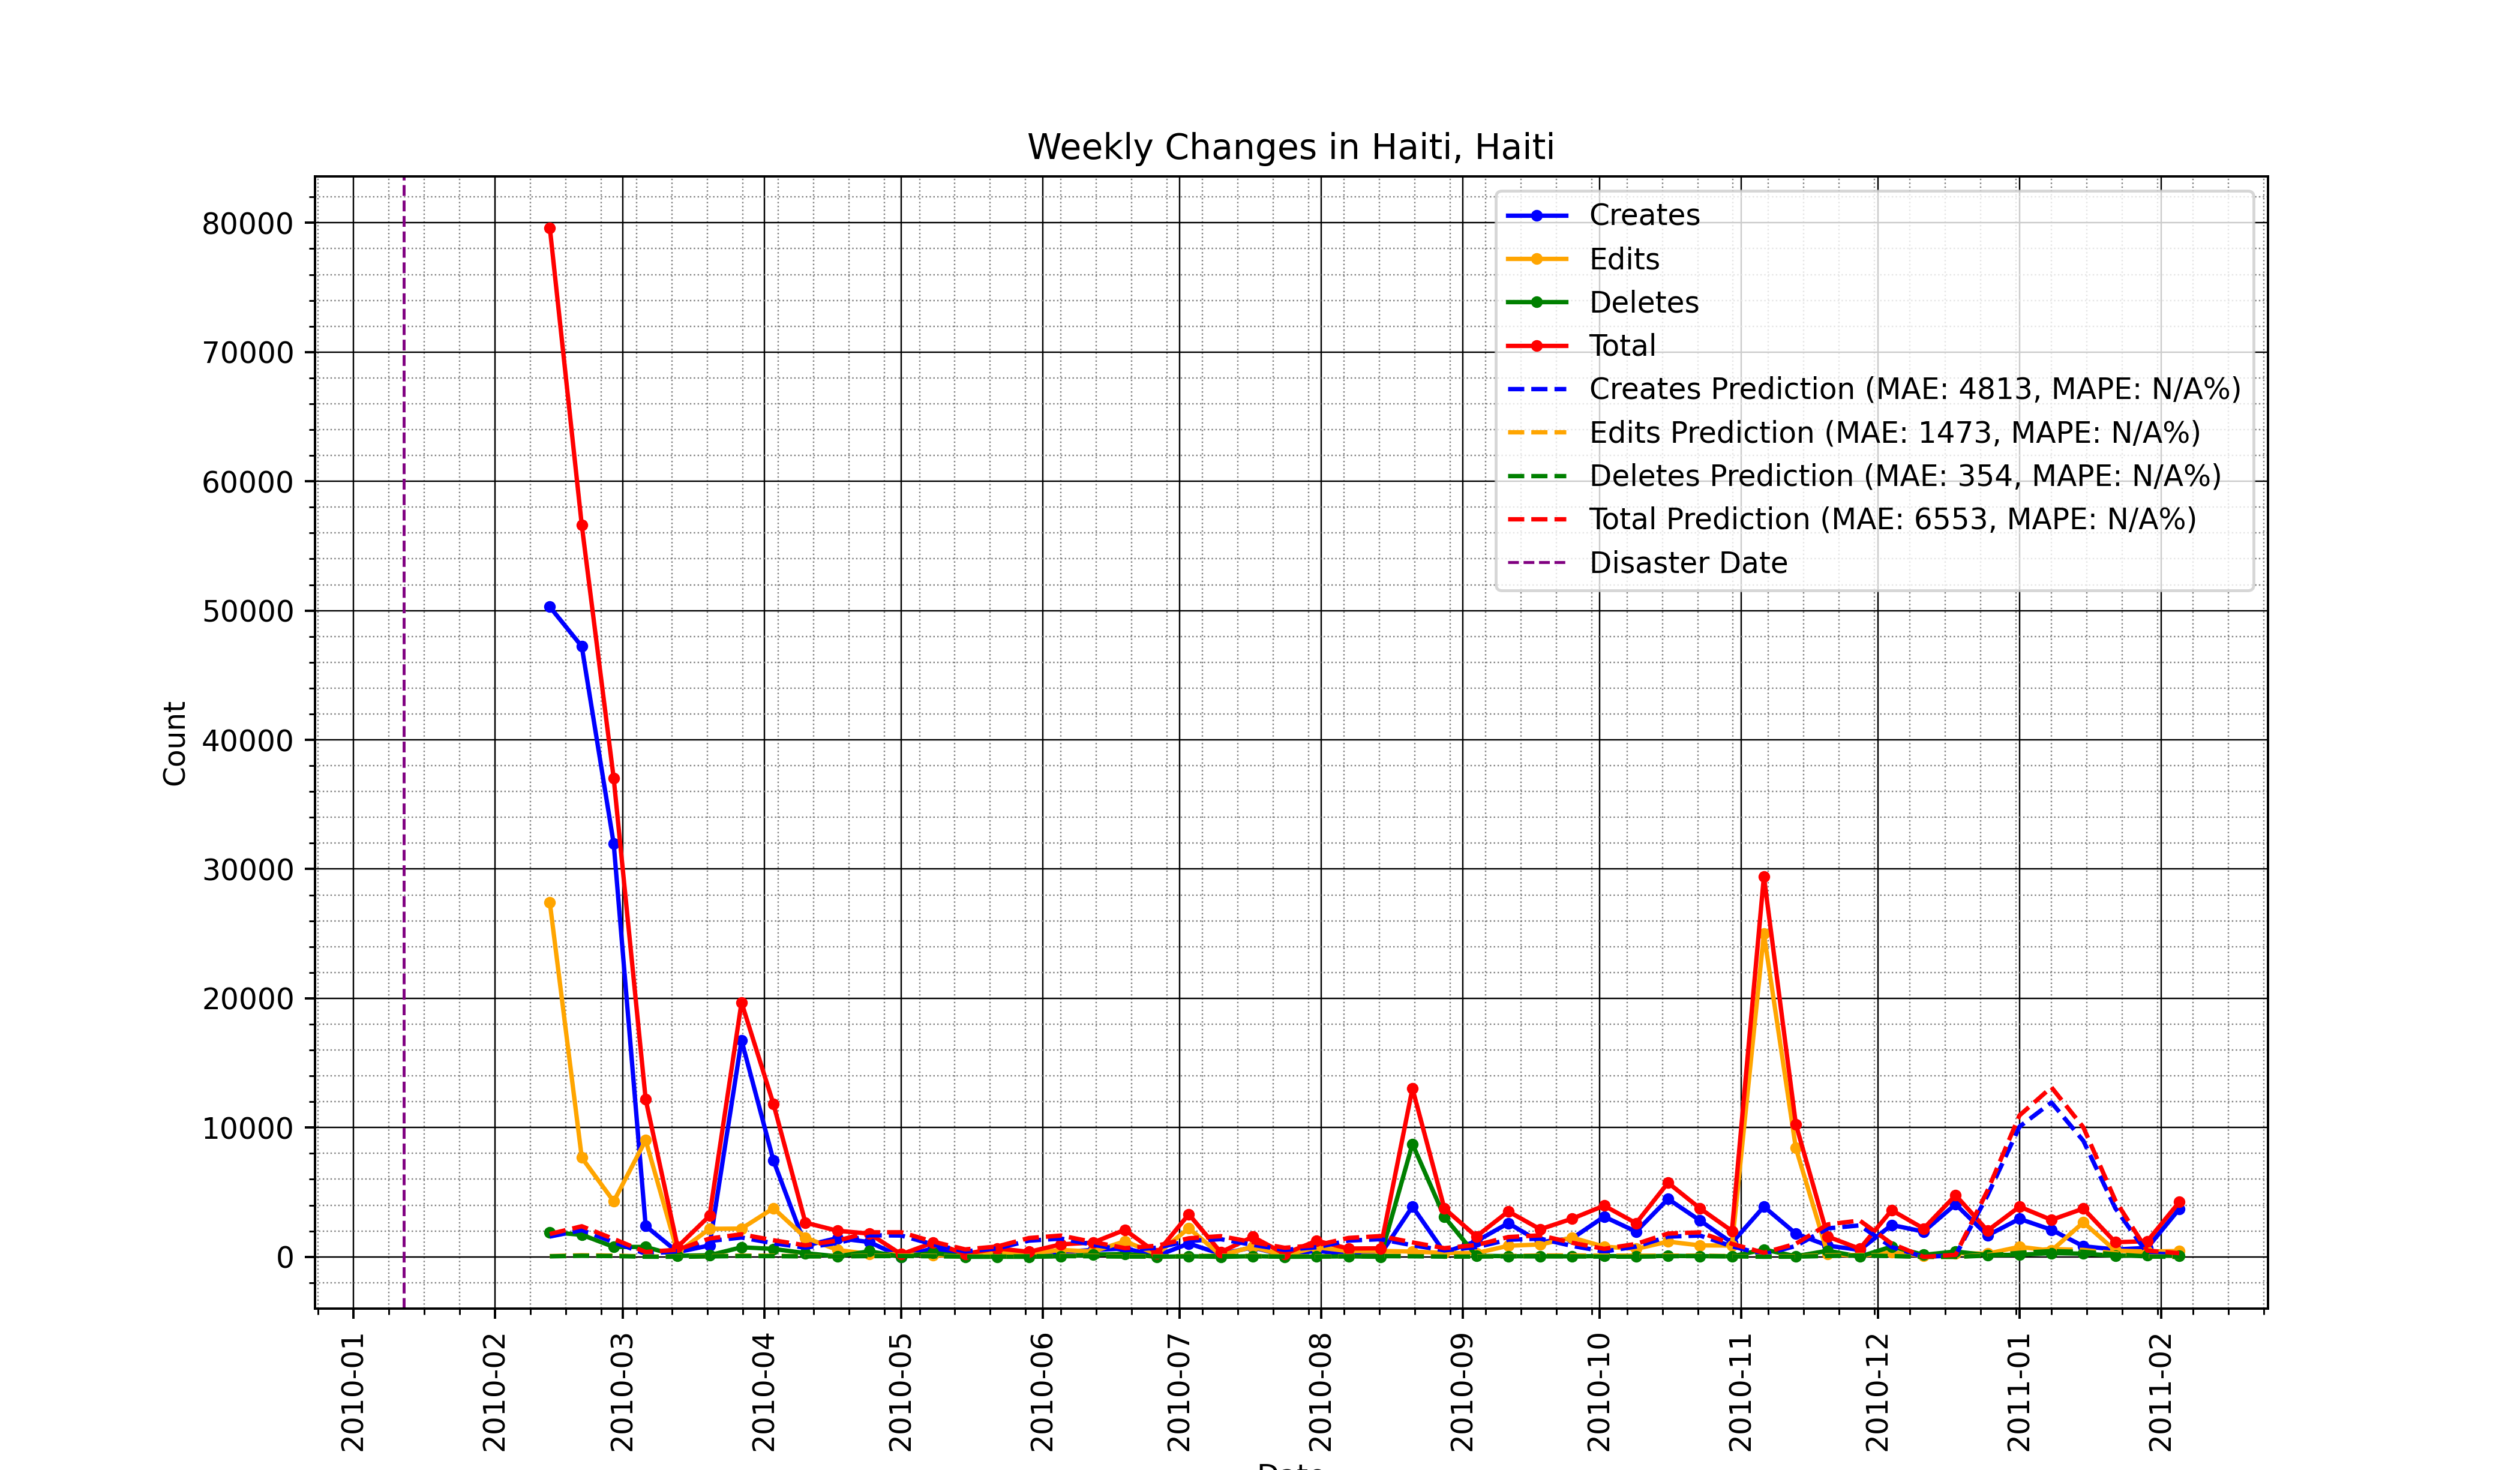 Weekly Changes in Haiti, Haiti
Creates
Edits
Deletes
Total
Creates Prediction (MAE: 4813, MAPE: N/A%)
Edits Prediction (MAE: 1473, MAPE: N/A%)
Deletes Prediction (MAE: 354, MAPE: N/A%)
Total Prediction (MAE: 6553, MAPE: N/A%)
Disaster Date
Count
80000
70000
60000
50000
40000
30000
20000
10000
0
2010-01
2010-02
2010-03
2010-04
2010-05
2010-06
2010-07
2010-08
2010-09
2010-10
2010-11
2010-12
2011-01
2011-02
Date